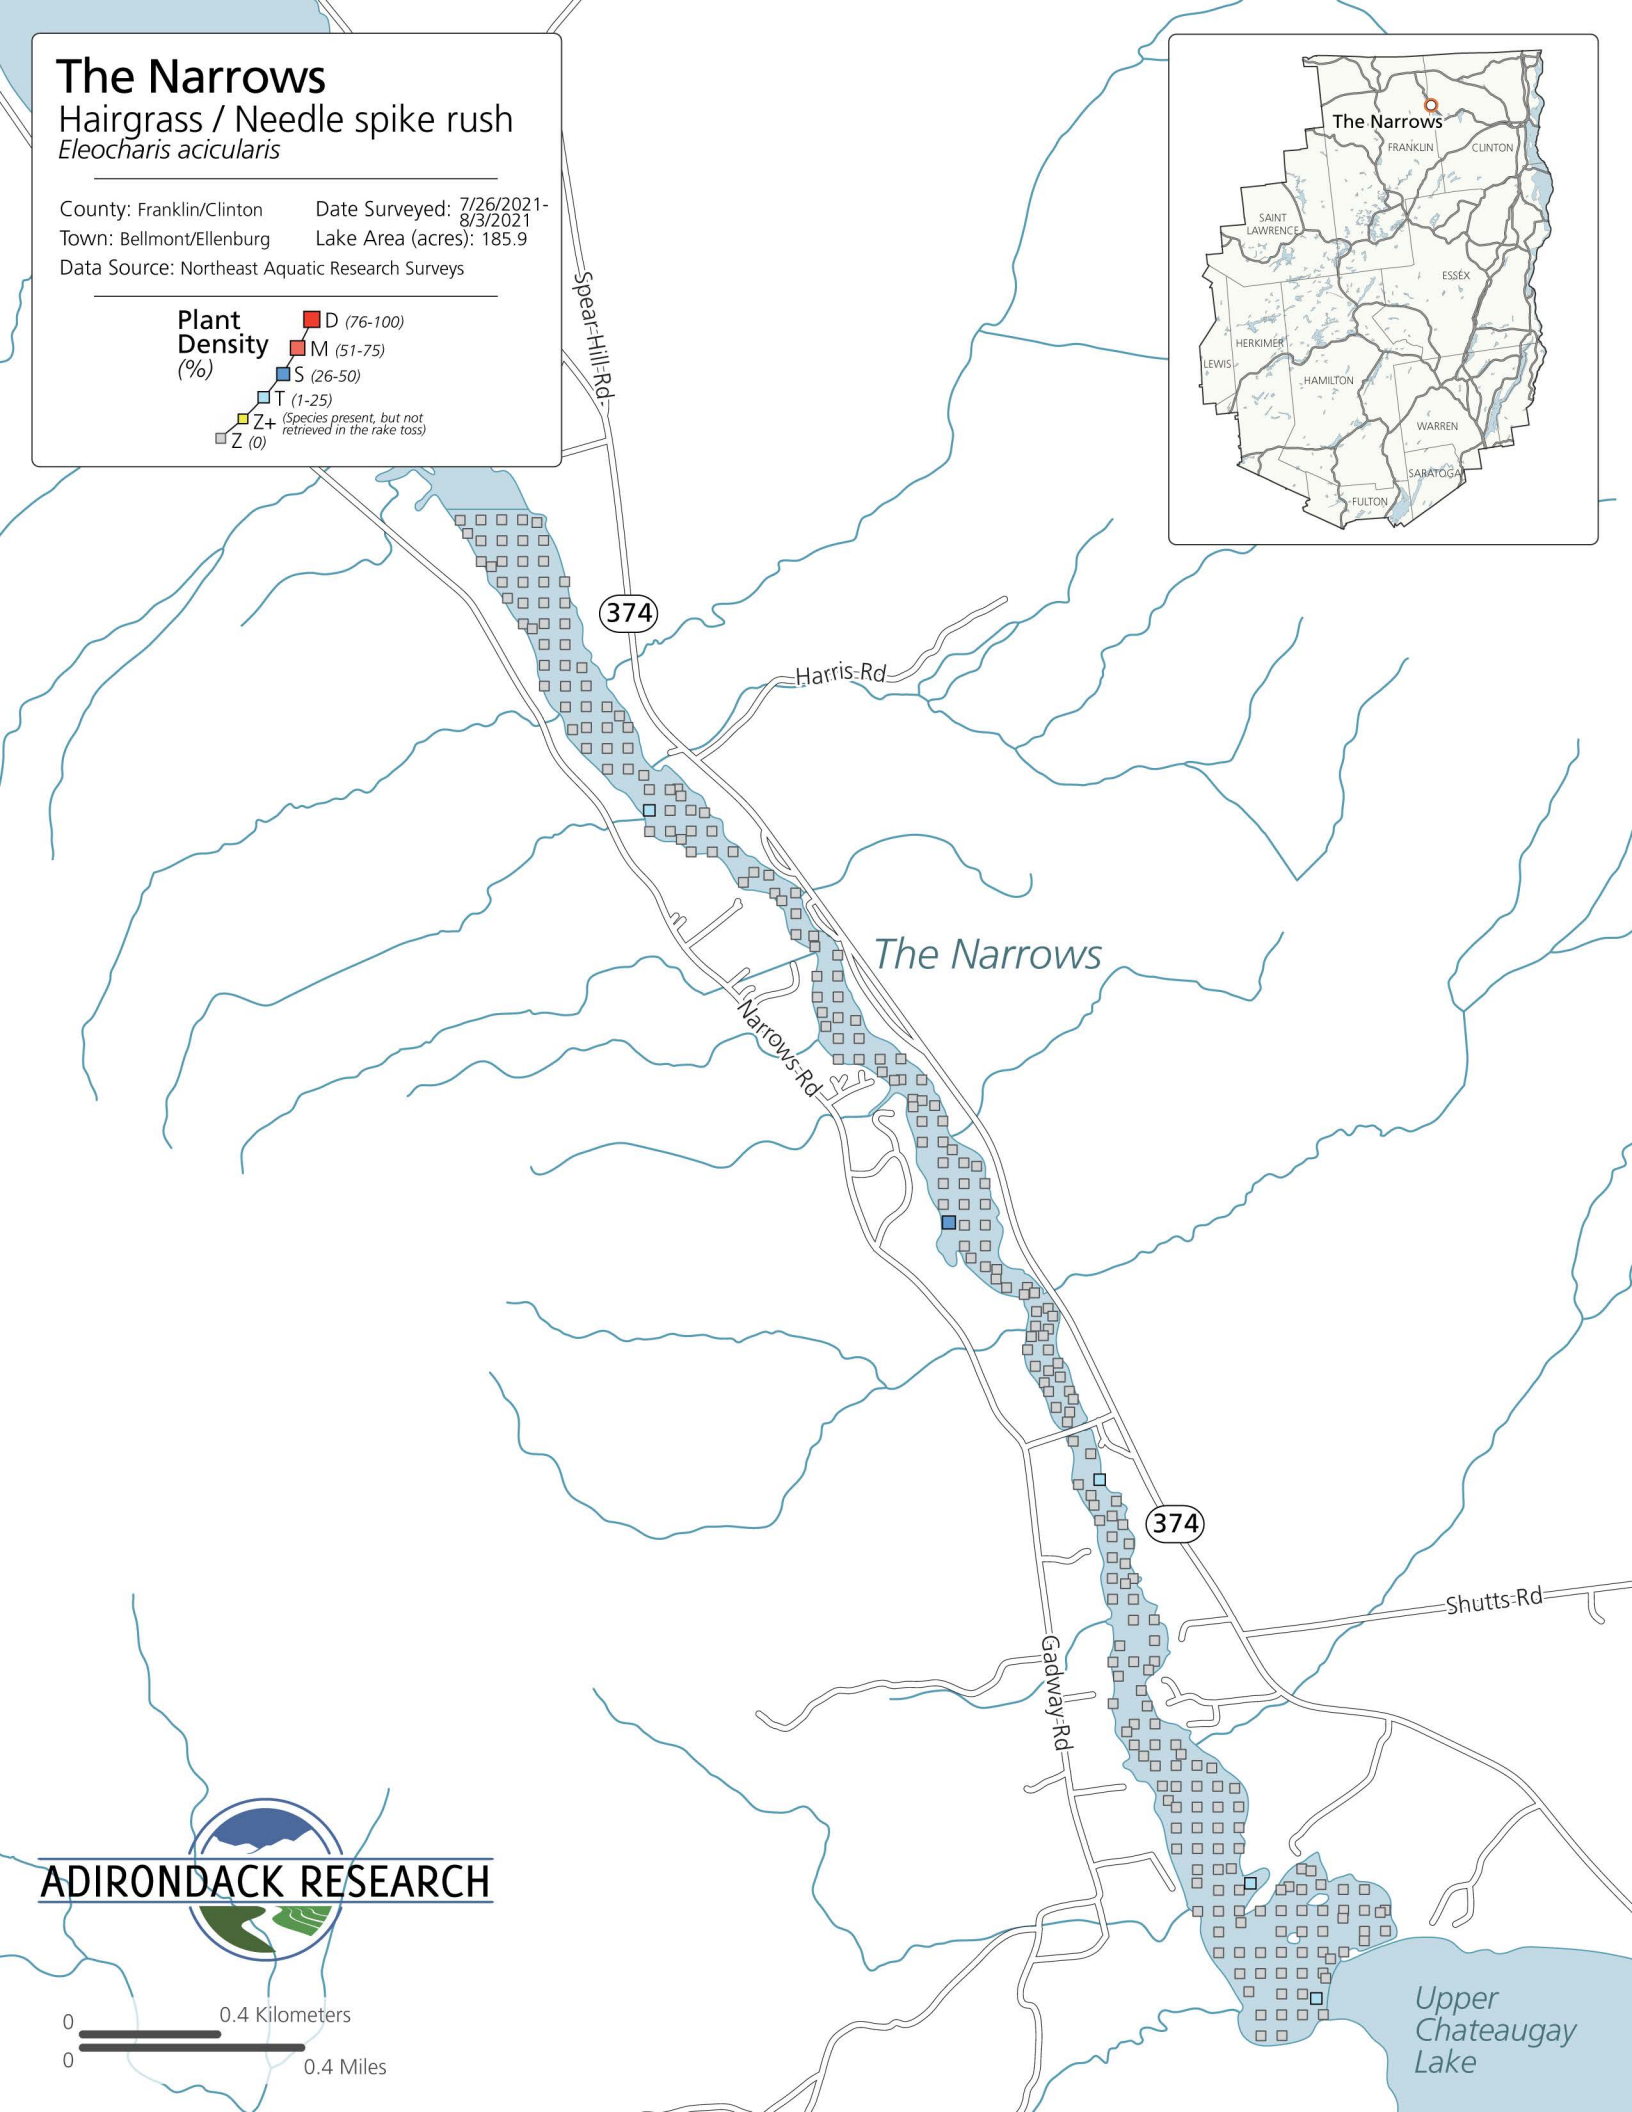 The Narrows
Hairgrass / Needle spike rush
Eleocharis acicularis
County: Franklin/Clinton
Date Surveyed: 7/26/2021-
8/3/2021
Town: Bellmont/Ellenburg
Lake Area (acres): 185.9
Data Source: Northeast Aquatic Research Surveys
Plant
Density
(%)
D (76-100)
M (51-75)
S (26-50)
T (1-25)
Z+ (Species present, but not
retrieved in the rake toss)
Z (0)
The Narrows
FRANKLIN
CLINTON
SAINT
LAWRENCE
ESSEX
HERKIMER
LEWIS
HAMILTON
WARREN
SARATOGA
FULTON
Spear-Hill-Rd-
374
Harris-Rd
The Narrows
Narrows-Rd
374
Shutts-Rd
Gadway-Rd
ADIRONDACK RESEARCH
0
0.4 Kilometers
0
0.4 Miles
Upper
Chateaugay
Lake